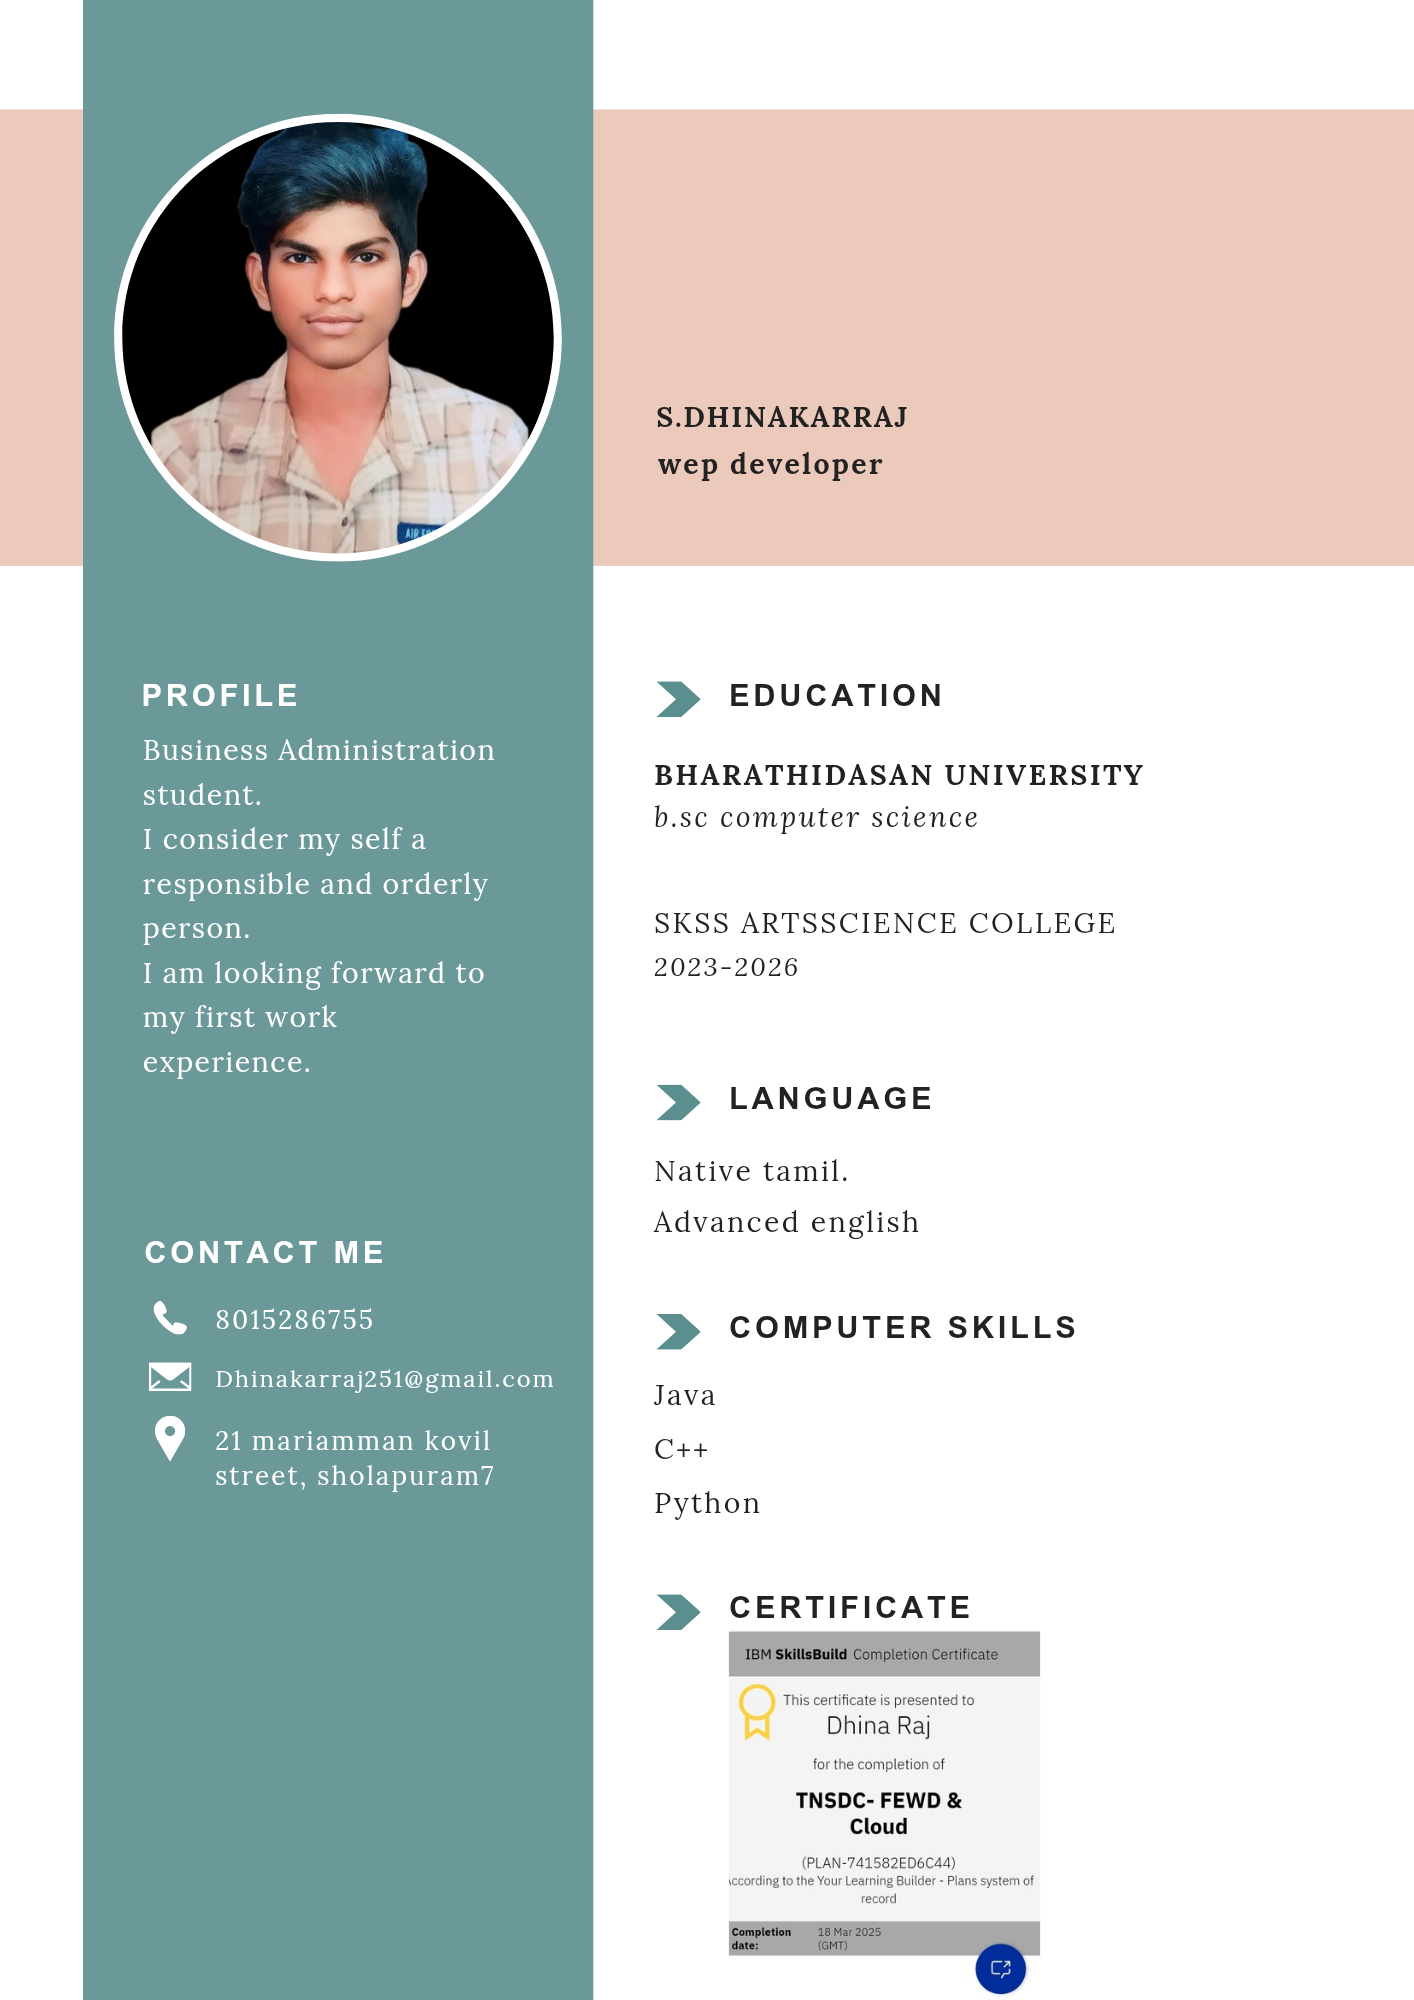 S.DHINAKARRAJ
wep developer
PROFILE
Business Administration
student.
I consider my self a
responsible and orderly
person.
I am looking forward to
my first work
experience.
CONTACT ME
8015286755
Dhinakarraj251@gmail.com
21 mariamman kovil
street, sholapuram7
EDUCATION
BHARATHIDASAN UNIVERSITY
b.sc computer science
SKSS ARTSSCIENCE COLLEGE
2023-2026
LANGUAGE
Native tamil.
Advanced english
COMPUTER SKILLS
Java
C++
Python
CERTIFICATE
IBM SkillsBuild Completion Certificate
This certificate is presented to
Dhina Raj
for the completion of
TNSDC- FEWD &
Cloud
(PLAN-741582ED6C44)
According to the Your Learning Builder - Plans system of
record
Completion
date:
18 Mar 2025
(GMT)